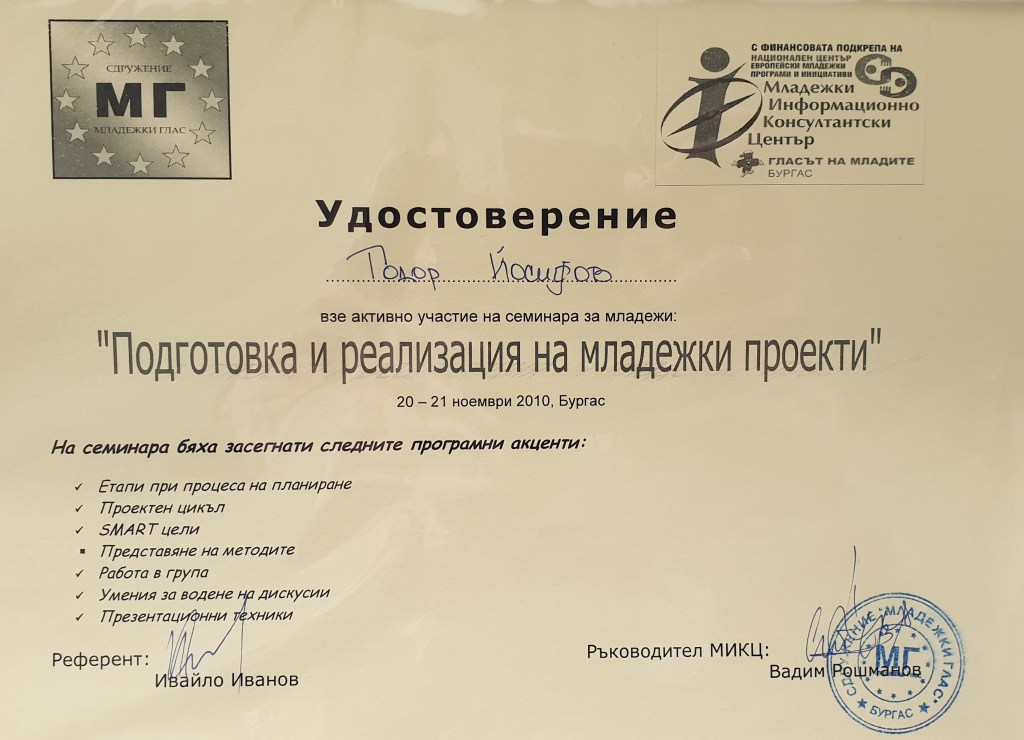 СДРУЖЕНИЕ
МГ
МЛАДЕЖКИ ГЛАС
С ФИНАНСОВАТА ПОДКРЕПА НА
НАЦИОНАЛЕН ЦЕНТЪР
ЕВРОПЕЙСКИ МЛАДЕЖКИ
ПРОГРАМИ И ИНИЦИАТИВИ
Младежки
Информационно
Консултантски
Център
ГЛАСЪТ НА МЛАДИТЕ
БУРГАС
Удостоверение
Тодор Йосифов
взе активно участие на семинара за младежи:
"Подготовка и реализация на младежки проекти"
20 – 21 ноември 2010, Бургас
На семинара бяха засегнати следните програмни акценти:
✓ Етапи при процеса на планиране
✓ Проектен цикъл
✓ SMART цели
▪ Представяне на методите
✓ Работа в група
✓ Умения за водене на дискусии
✓ Презентационни техники
Референт:
Ивайло Иванов
Ръководител МИКЦ:
Вадим Рошманов
СДРУЖЕНИЕ "МЛАДЕЖКИ ГЛАС"
МГ
БУРГАС